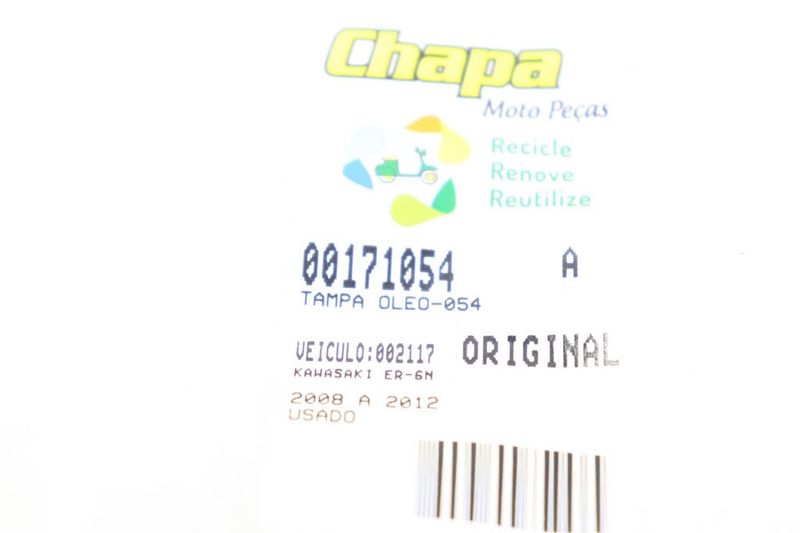 Chapa
Moto Peças
Recicle
Renove
Reutilize
00171054 A
TAMPA OLEO-054
VEICULO:002117 ORIGINAL
KAWASAKI ER-6N
2008 A 2012
USADO